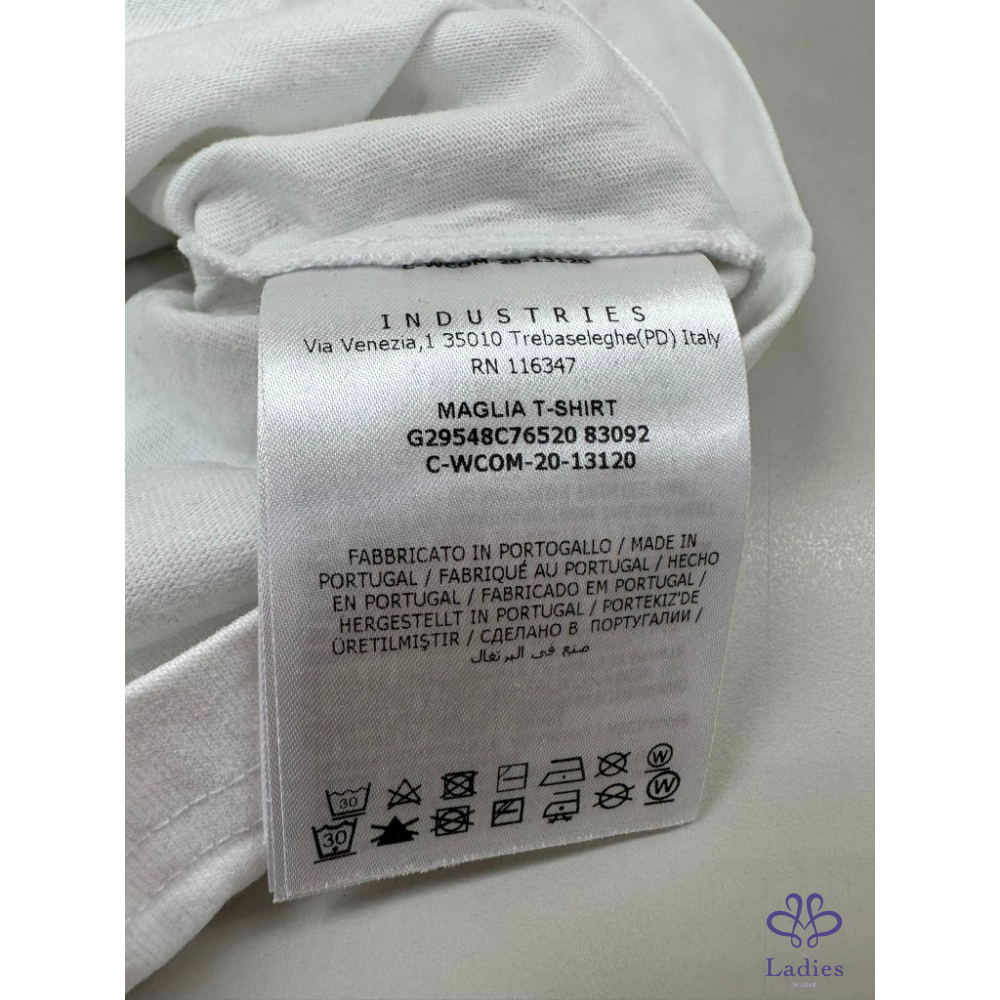 C-WCOM-20-13120
INDUSTRIES
Via Venezia,1 35010 Trebaseleghe(PD) Italy
RN 116347
MAGLIA T-SHIRT
G29548C76520 83092
C-WCOM-20-13120
FABBRICATO IN PORTOGALLO / MADE IN
PORTUGAL / FABRIQUÉ AU PORTUGAL / HECHO
EN PORTUGAL / FABRICADO EM PORTUGAL /
HERGESTELLT IN PORTUGAL / PORTEKIZ'DE
ÜRETILMIŞTIR / СДЕЛАНО В ПОРТУГАЛИИ /
صنع في البرتغال
30 W
30 W
Ladies
IN LOVE